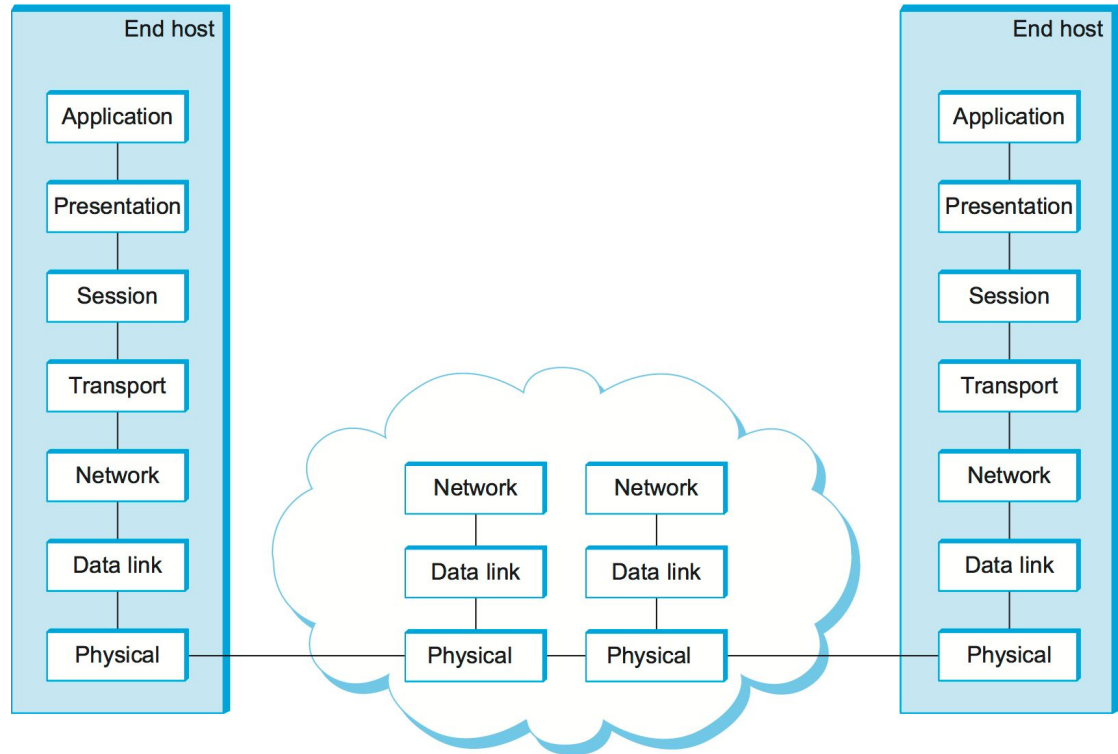 End host
Application
Presentation
Session
Transport
Network
Data link
Physical
Network
Data link
Physical
Network
Data link
Physical
End host
Application
Presentation
Session
Transport
Network
Data link
Physical